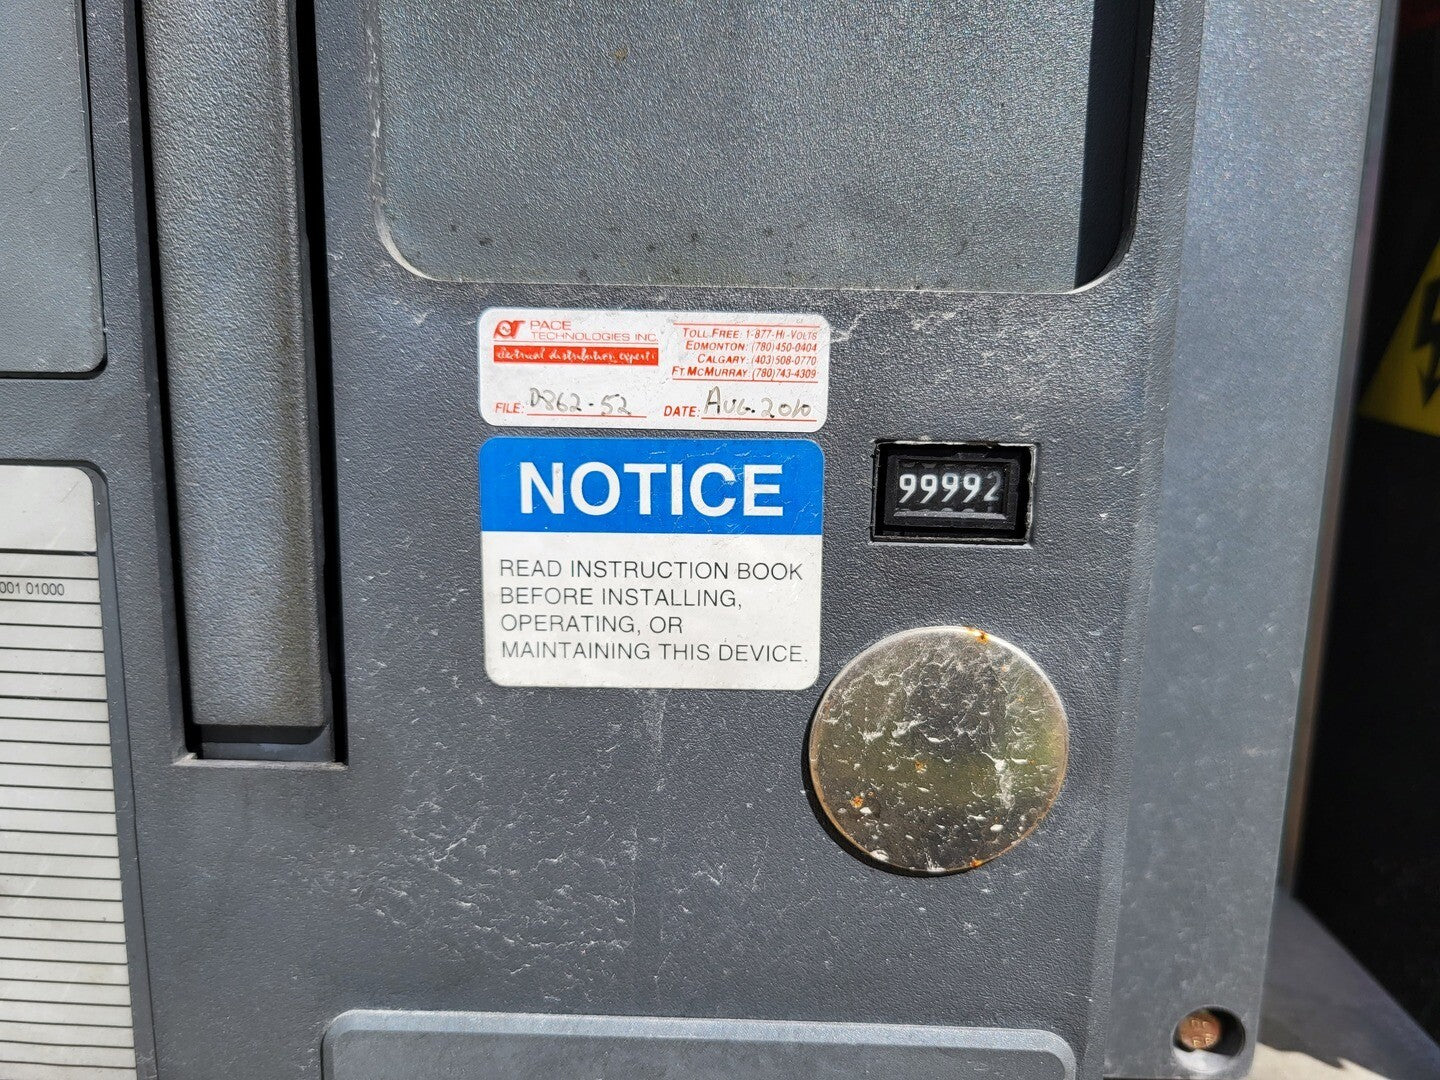 PACE
TECHNOLOGIES INC.
electrical distribution experts
TOLL FREE: 1-877-HI-VOLTS
EDMONTON: (780)450-0404
CALGARY: (403)508-0770
FT. MCMURRAY: (780)743-4309
FILE: D862-52
DATE: AUG. 2010
NOTICE
READ INSTRUCTION BOOK
BEFORE INSTALLING,
OPERATING, OR
MAINTAINING THIS DEVICE.
99992
001 01000